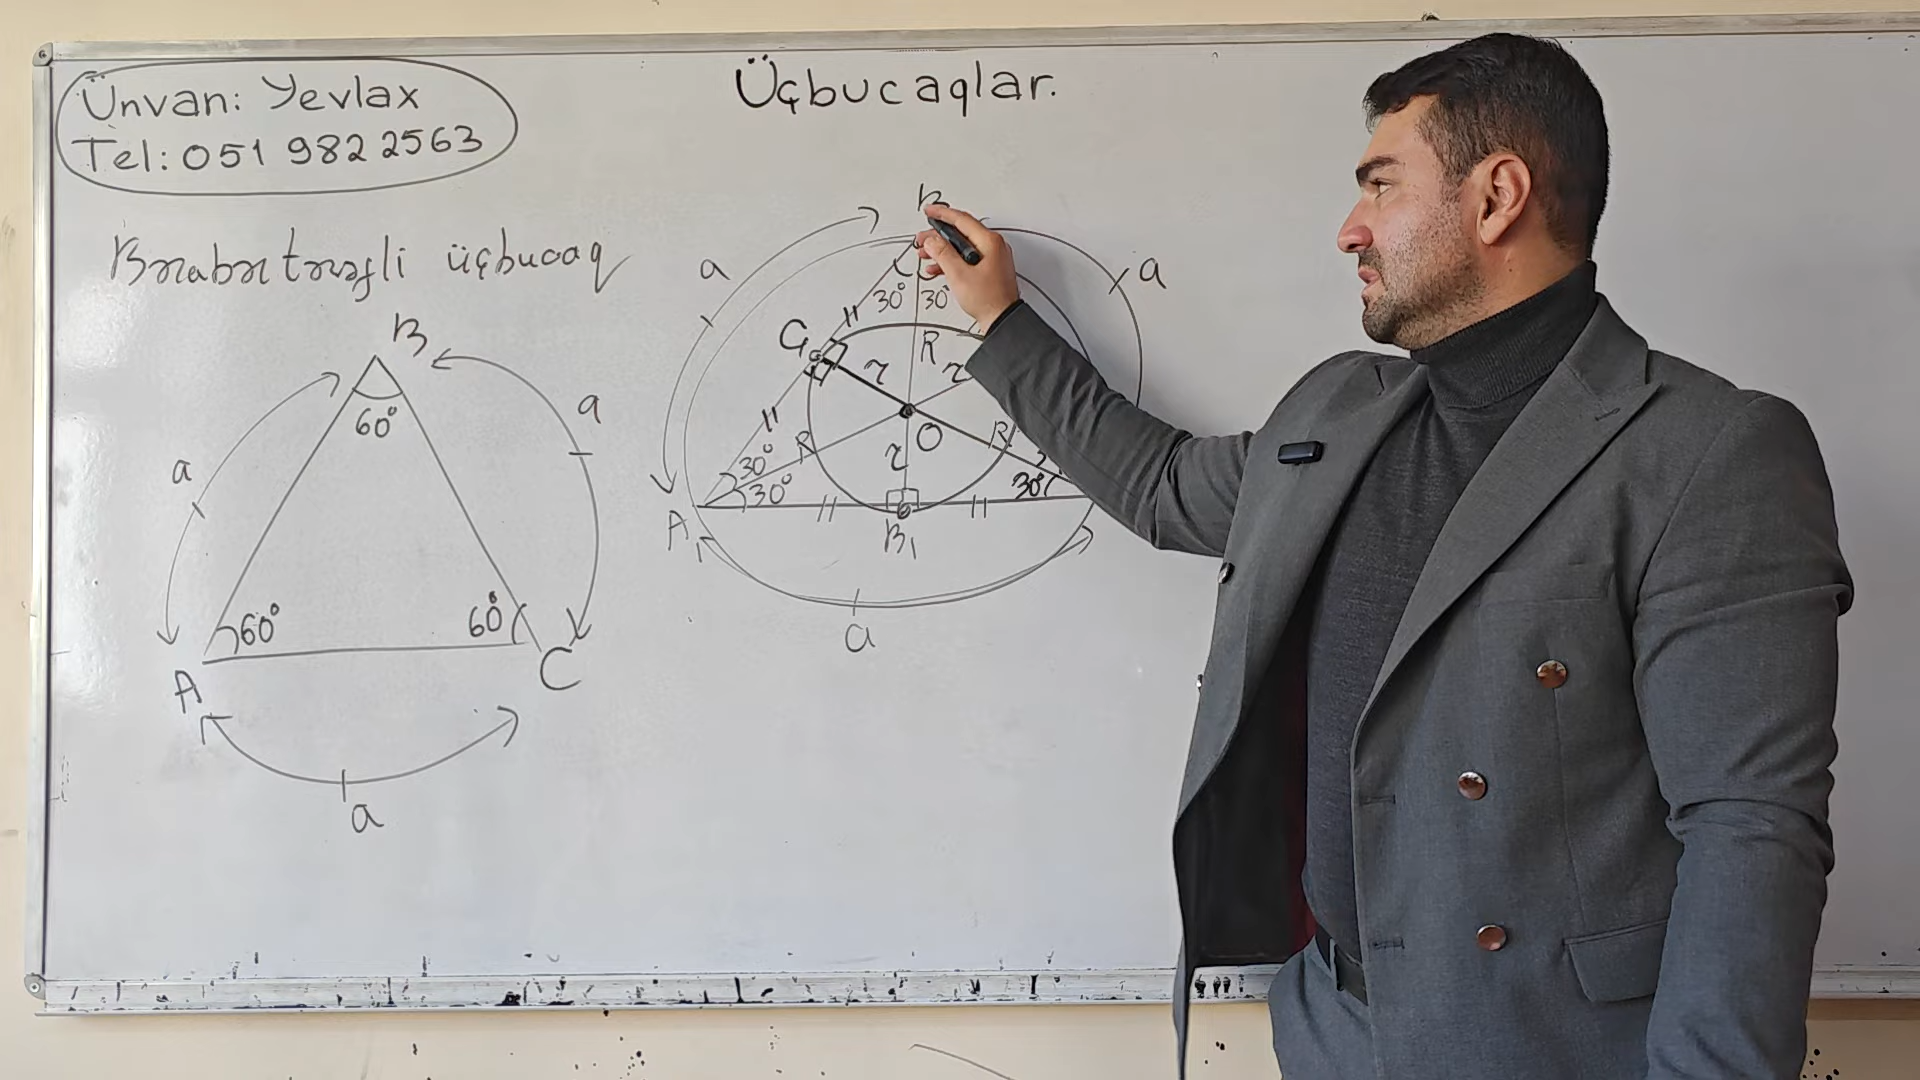 Ünvan: Yevlax
Tel: 051 982 2563
Üçbucaqlar.
Bərabərtərəfli üçbucaq
B
60°
a
a
60°
60°
A
C
a
B
a
a
30° 30°
C₁
R
r
r
O
R
R
r
30°
30°
30°
A
B₁
a